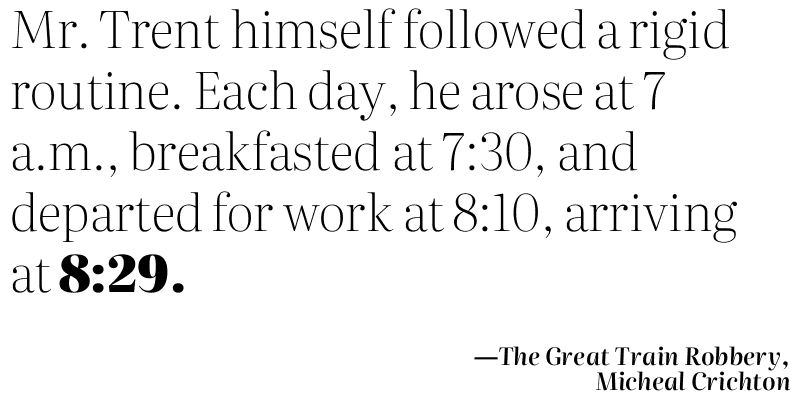 Mr. Trent himself followed a rigid
routine. Each day, he arose at 7
a.m., breakfasted at 7:30, and
departed for work at 8:10, arriving
at 8:29.
—The Great Train Robbery,
Micheal Crichton